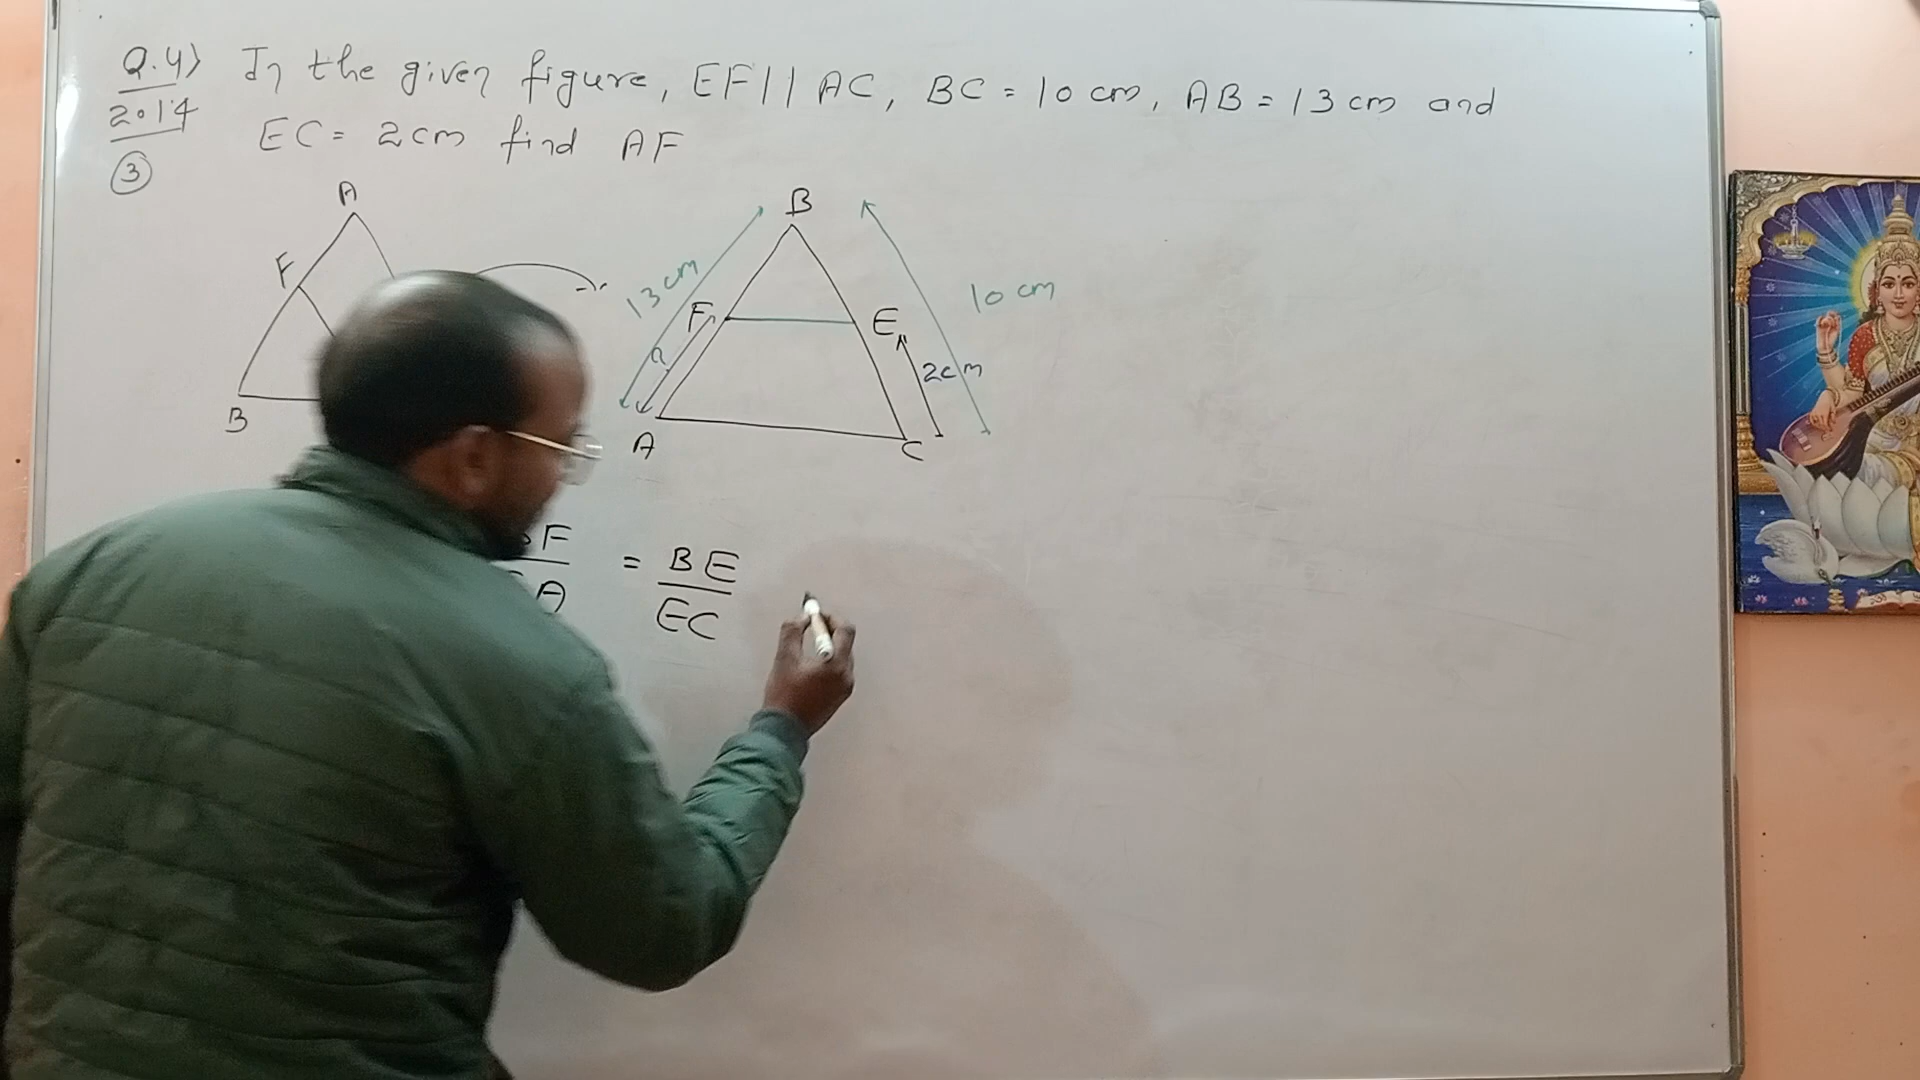 Q.4) In the given figure, EF || AC, BC = 10 cm, AB = 13 cm and
2014 EC = 2cm find AF
3
A
F
B
B
13 cm
10 cm
F
E
?
2cm
A
C
F = BE
A EC